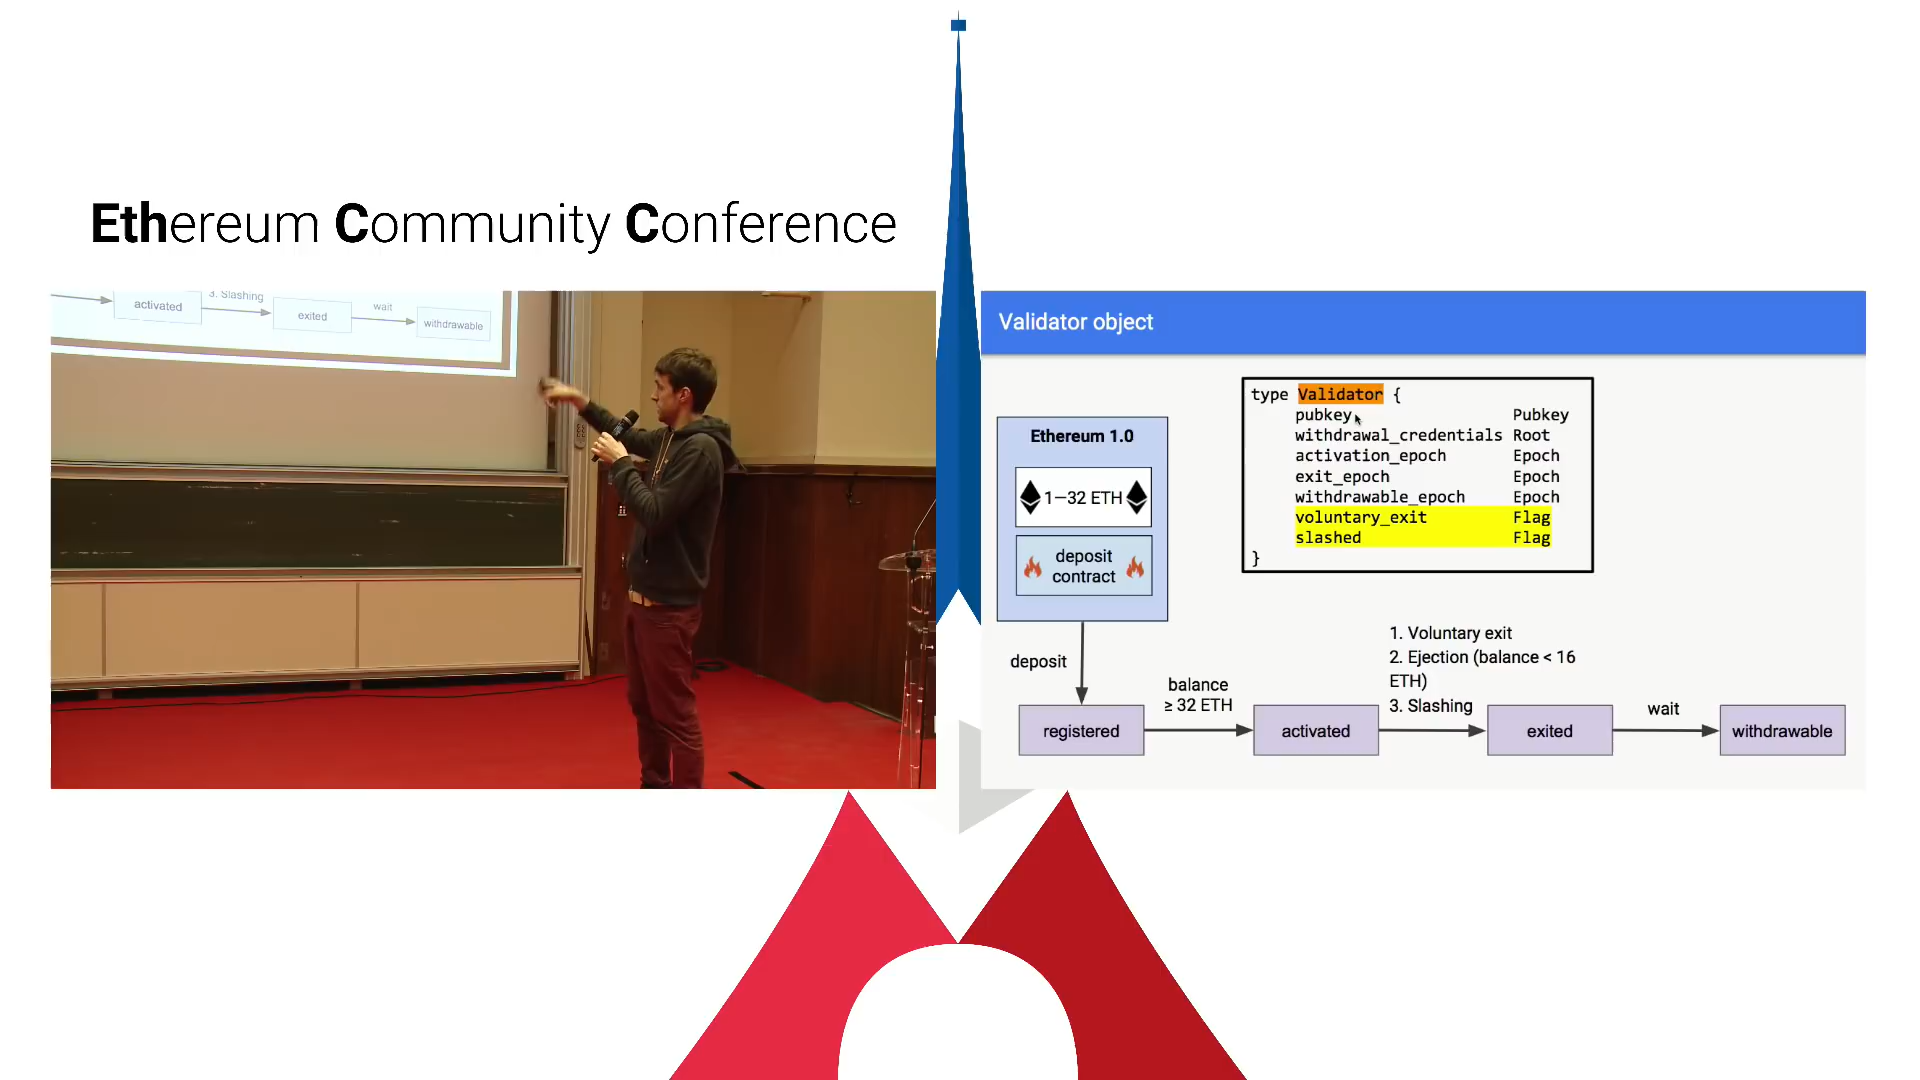 Ethereum Community Conference
activated
3. Slashing
exited
wait
withdrawable
Validator object
Ethereum 1.0
1—32 ETH
deposit
contract
type Validator {
pubkey Pubkey
withdrawal_credentials Root
activation_epoch Epoch
exit_epoch Epoch
withdrawable_epoch Epoch
voluntary_exit Flag
slashed Flag
}
deposit
registered
balance
≥ 32 ETH
activated
1. Voluntary exit
2. Ejection (balance < 16
ETH)
3. Slashing
exited
wait
withdrawable